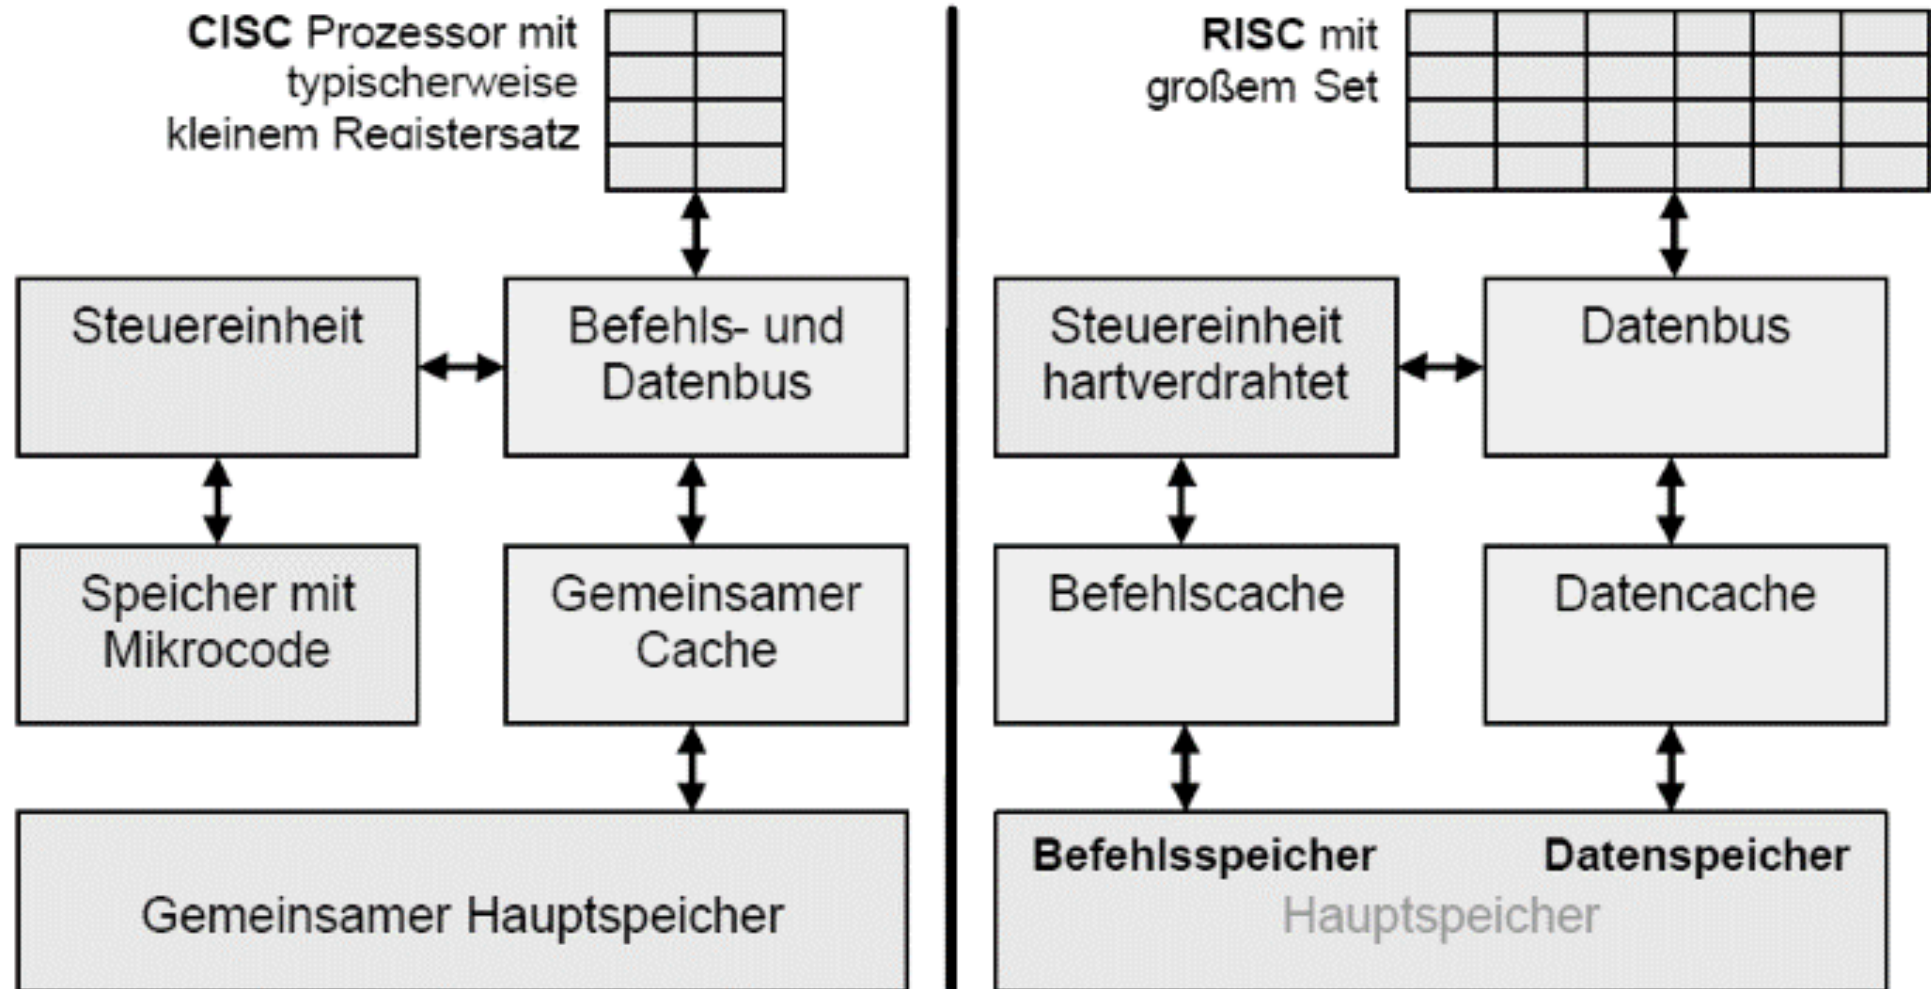 CISC Prozessor mit
typischerweise
kleinem Registersatz
Steuereinheit
Befehls- und
Datenbus
Speicher mit
Mikrocode
Gemeinsamer
Cache
Gemeinsamer Hauptspeicher
RISC mit
großem Set
Steuereinheit
hartverdrahtet
Datenbus
Befehlscache
Datencache
Befehlsspeicher
Datenspeicher
Hauptspeicher